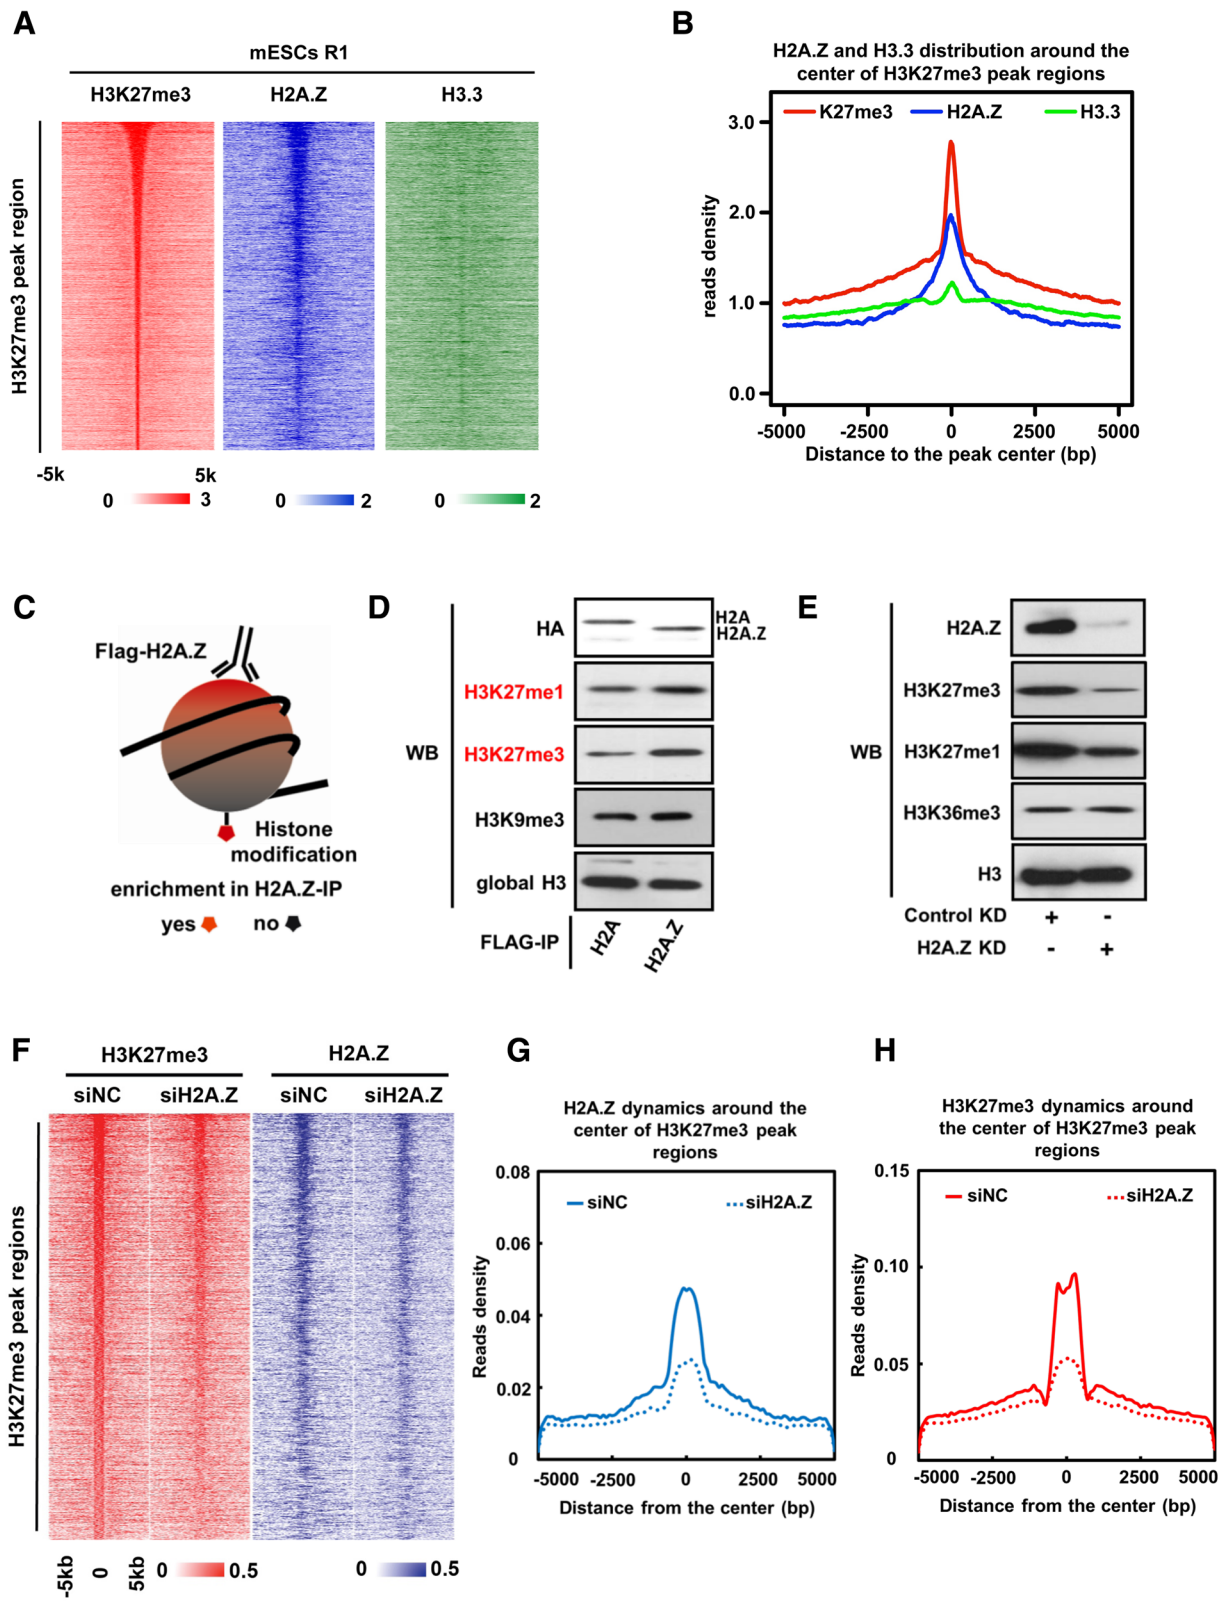 A
mESCs R1
H3K27me3
H2A.Z
H3.3
H3K27me3 peak region
-5k
5k
0
3
0
2
0
2
B
H2A.Z and H3.3 distribution around the
center of H3K27me3 peak regions
K27me3
H2A.Z
H3.3
reads density
3.0
2.0
1.0
0.0
-5000
-2500
0
2500
5000
Distance to the peak center (bp)
C
Flag-H2A.Z
Histone
modification
enrichment in H2A.Z-IP
yes
no
D
WB
HA
H2A
H2A.Z
H3K27me1
H3K27me3
H3K9me3
global H3
FLAG-IP
H2A
H2A.Z
E
WB
H2A.Z
H3K27me3
H3K27me1
H3K36me3
H3
Control KD + -
H2A.Z KD - +
F
H3K27me3
H2A.Z
siNC
siH2A.Z
siNC
siH2A.Z
H3K27me3 peak regions
-5kb
0
5kb
0
0.5
0
0.5
G
H2A.Z dynamics around the
center of H3K27me3 peak
regions
siNC
siH2A.Z
Reads density
0.08
0.06
0.04
0.02
0
-5000
-2500
0
2500
5000
Distance from the center (bp)
H
H3K27me3 dynamics around
the center of H3K27me3 peak
regions
siNC
siH2A.Z
Reads density
0.15
0.10
0.05
0
-5000
-2500
0
2500
5000
Distance from the center (bp)